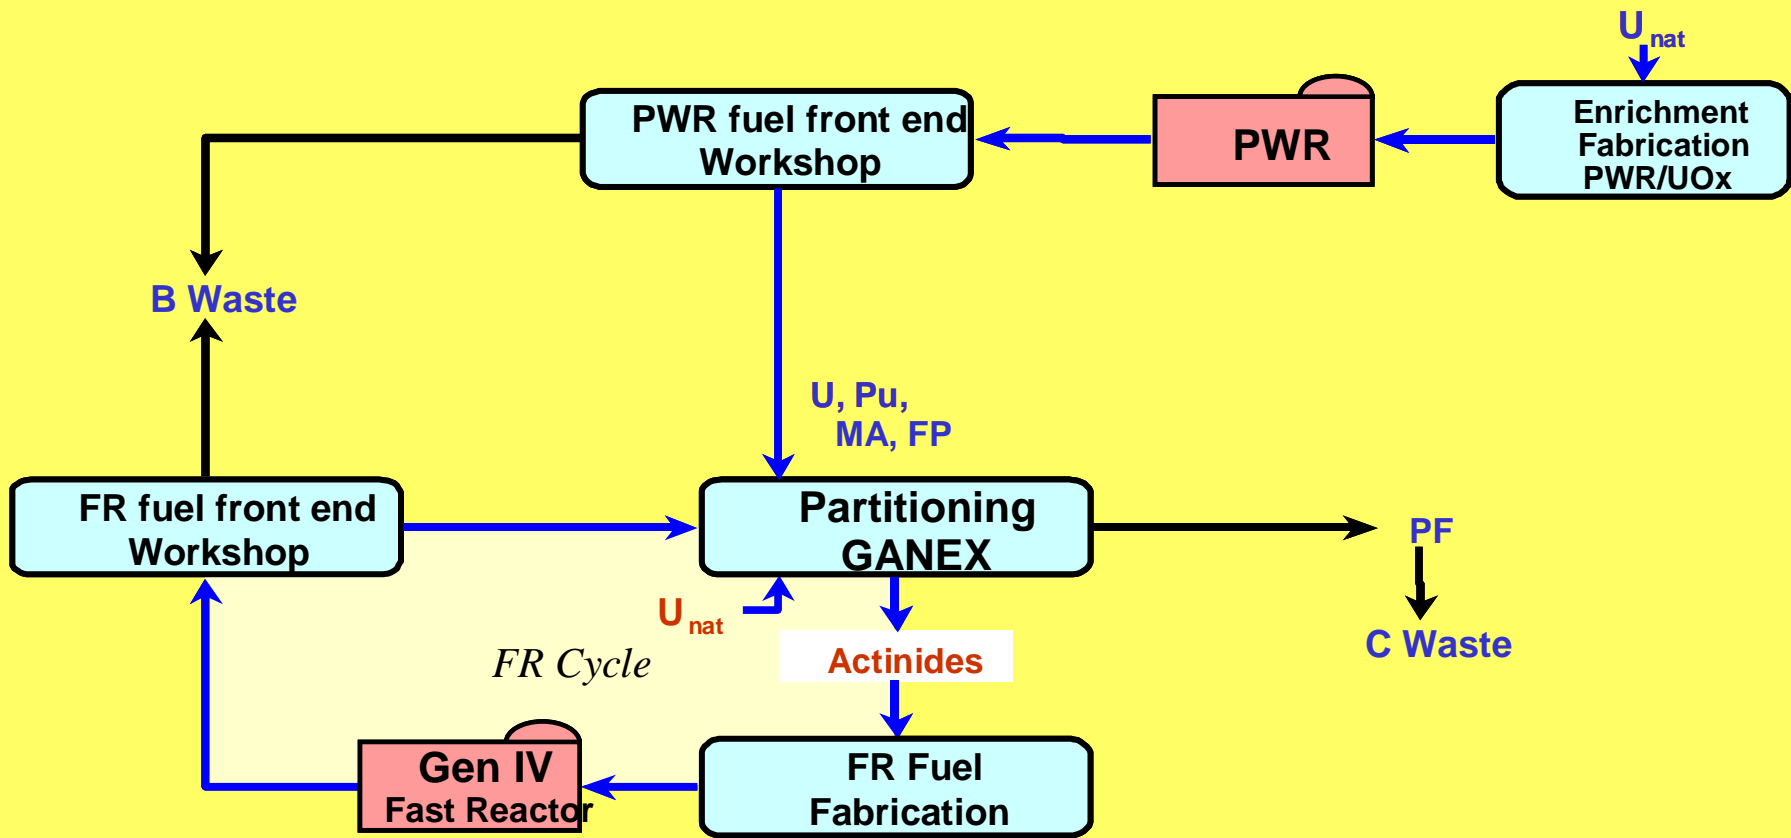 U nat
PWR fuel front end
Workshop
PWR
Enrichment
Fabrication
PWR/UOx
B Waste
U, Pu,
MA, FP
FR fuel front end
Workshop
Partitioning
GANEX
PF
U nat
Actinides
C Waste
FR Cycle
Gen IV
Fast Reactor
FR Fuel
Fabrication